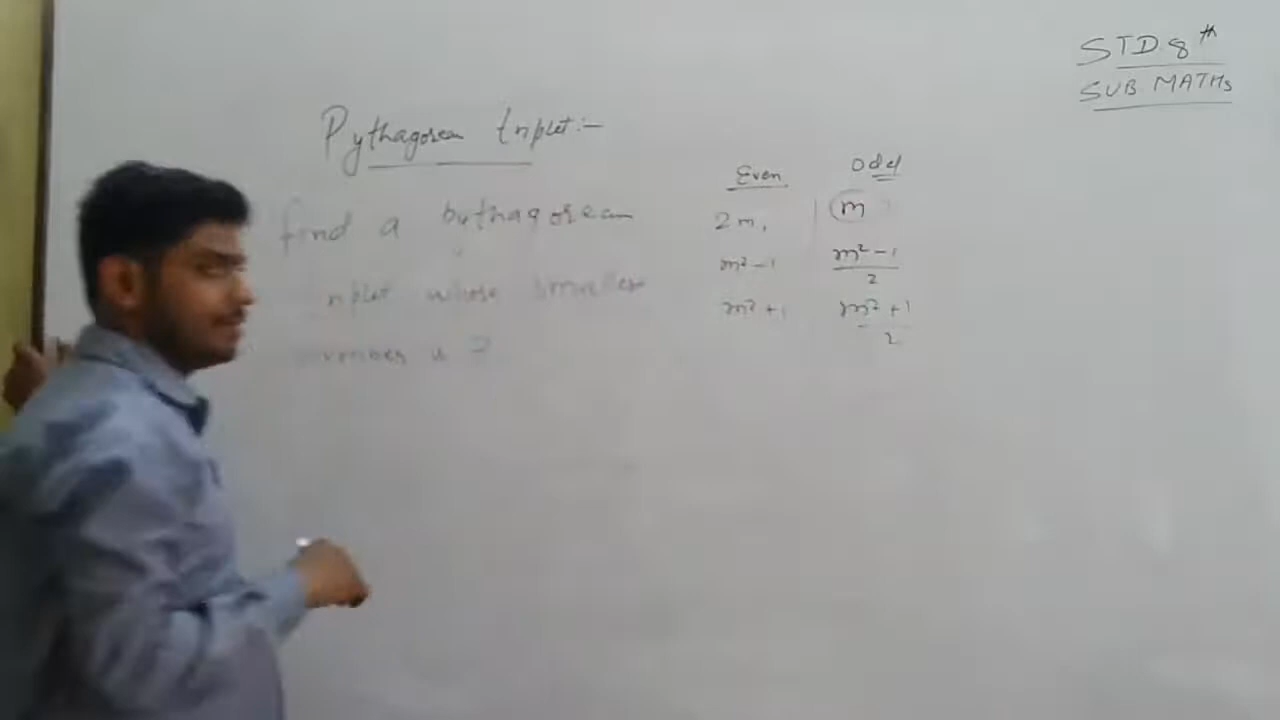 STD. 8th
SUB MATHS
Pythagorean triplet :-
find a pythagorean
triplet whose smaller
number is 7
Even Odd
2m, m
m² - 1 m² - 1 / 2
m² + 1 m² + 1 / 2